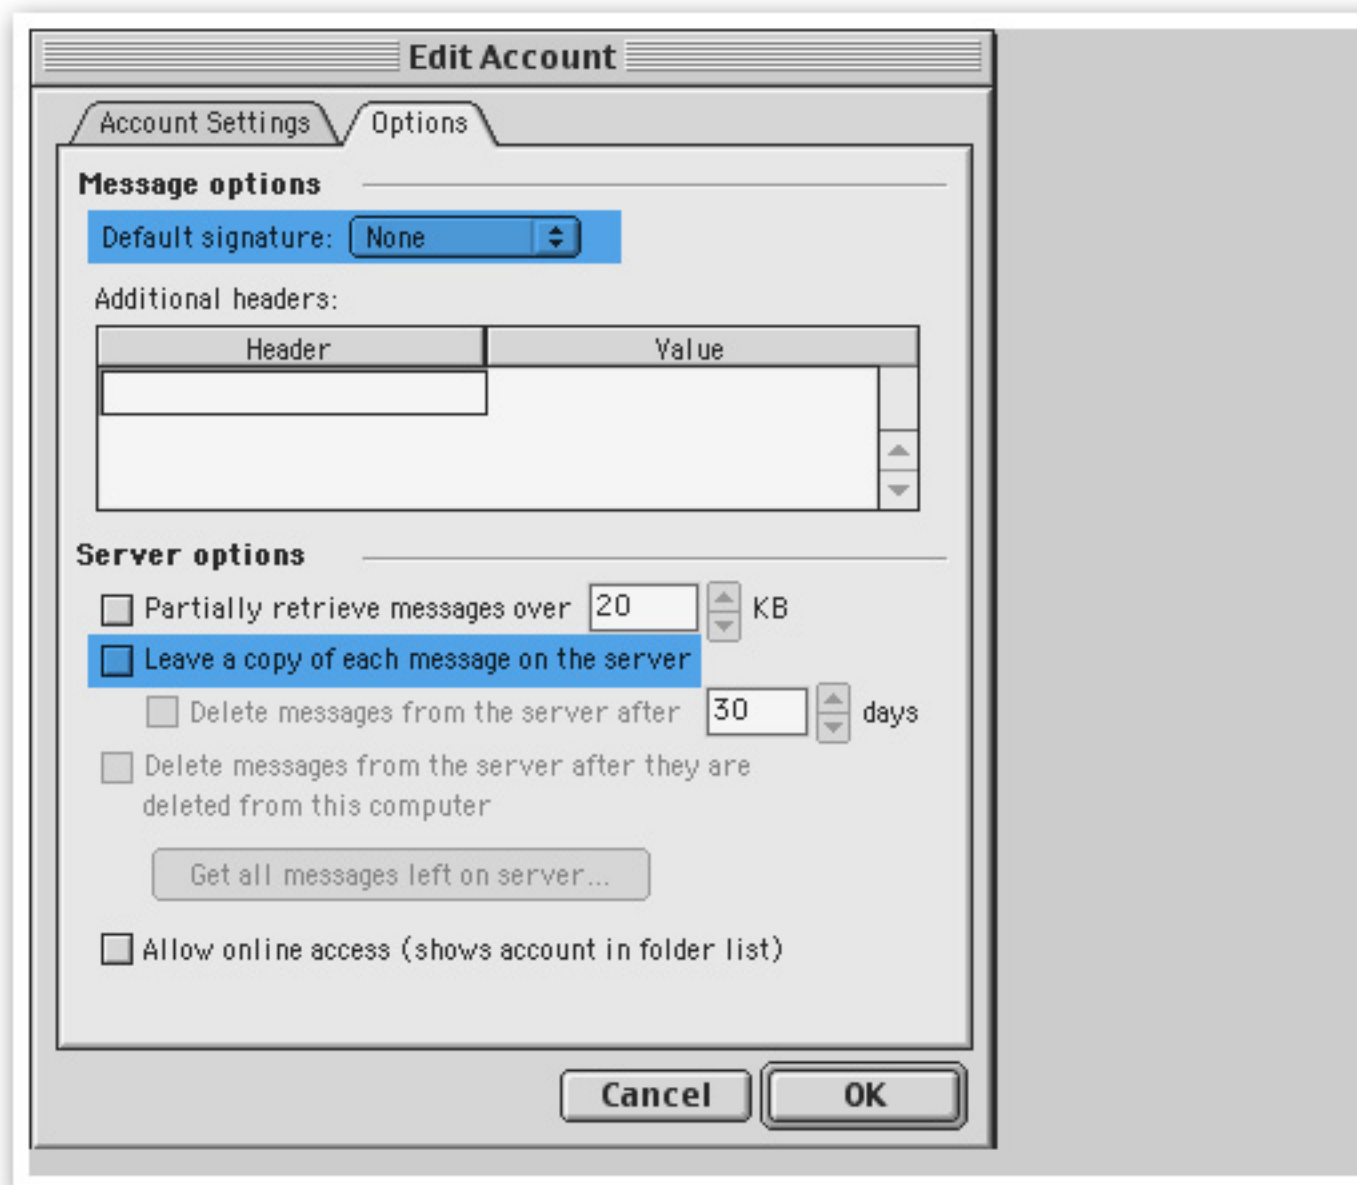 Edit Account
Account Settings Options
Message options
Default signature: None
Additional headers:
Header Value
Server options
Partially retrieve messages over 20 KB
Leave a copy of each message on the server
Delete messages from the server after 30 days
Delete messages from the server after they are
deleted from this computer
Get all messages left on server...
Allow online access (shows account in folder list)
Cancel OK